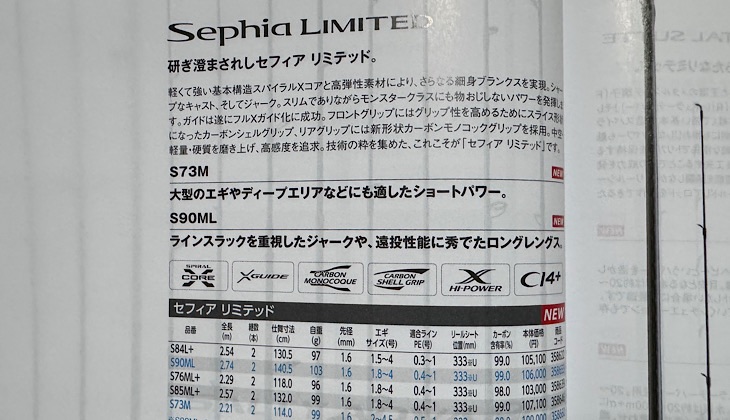 Sephia LIMITED
研ぎ澄まされしセフィア リミテッド。
軽くて強い基本構造スパイラルXコアと高弾性素材により、さらなる細身ブランクスを実現。シャー
プなキャスト、そしてジャーク。スリムでありながらモンスタークラスにも物おじしないパワーを発揮し
す。ガイドは遂にフルXガイド化に成功。フロントグリップにはグリップ性を高めるためにスライス形
になったカーボンシェルグリップ、リアグリップには新形状カーボンモノコックグリップを採用。中空
軽量・硬質を磨き上げ、高感度を追求。技術の粋を集めた、これこそが「セフィア リミテッド」です。
S73M NEW
大型のエギやディープエリアなどにも適したショートパワー。
S90ML NEW
ラインスラックを重視したジャークや、遠投性能に秀でたロングレングス。
SPIRAL X CORE XGUIDE CARBON MONOCOQUE CARBON SHELL GRIP X HI-POWER CI4+
セフィア リミテッド NEW
品番 全長(m) 継数(本) 仕舞寸法(cm) 自重(g) 先径(mm) エギサイズ(号) 適合ラインPE(号) リールシート位置(mm) カーボン含有率(%) 本体価格(円) 商品コード
S84L+ 2.54 2 130.5 97 1.6 1.5~4 0.3~1 333※U 99.0 105,100
S90ML 2.74 2 140.5 103 1.6 1.8~4 0.4~1 333※U 99.0 106,000
S76ML+ 2.29 2 118.0 96 1.6 1.8~4 0.4~1 333※U 98.0 103,000
S85ML+ 2.57 2 132.0 99 1.6 1.8~4 0.4~1 333※U 99.0 107,100
S73M 2.21 2 114.0 99 1.6